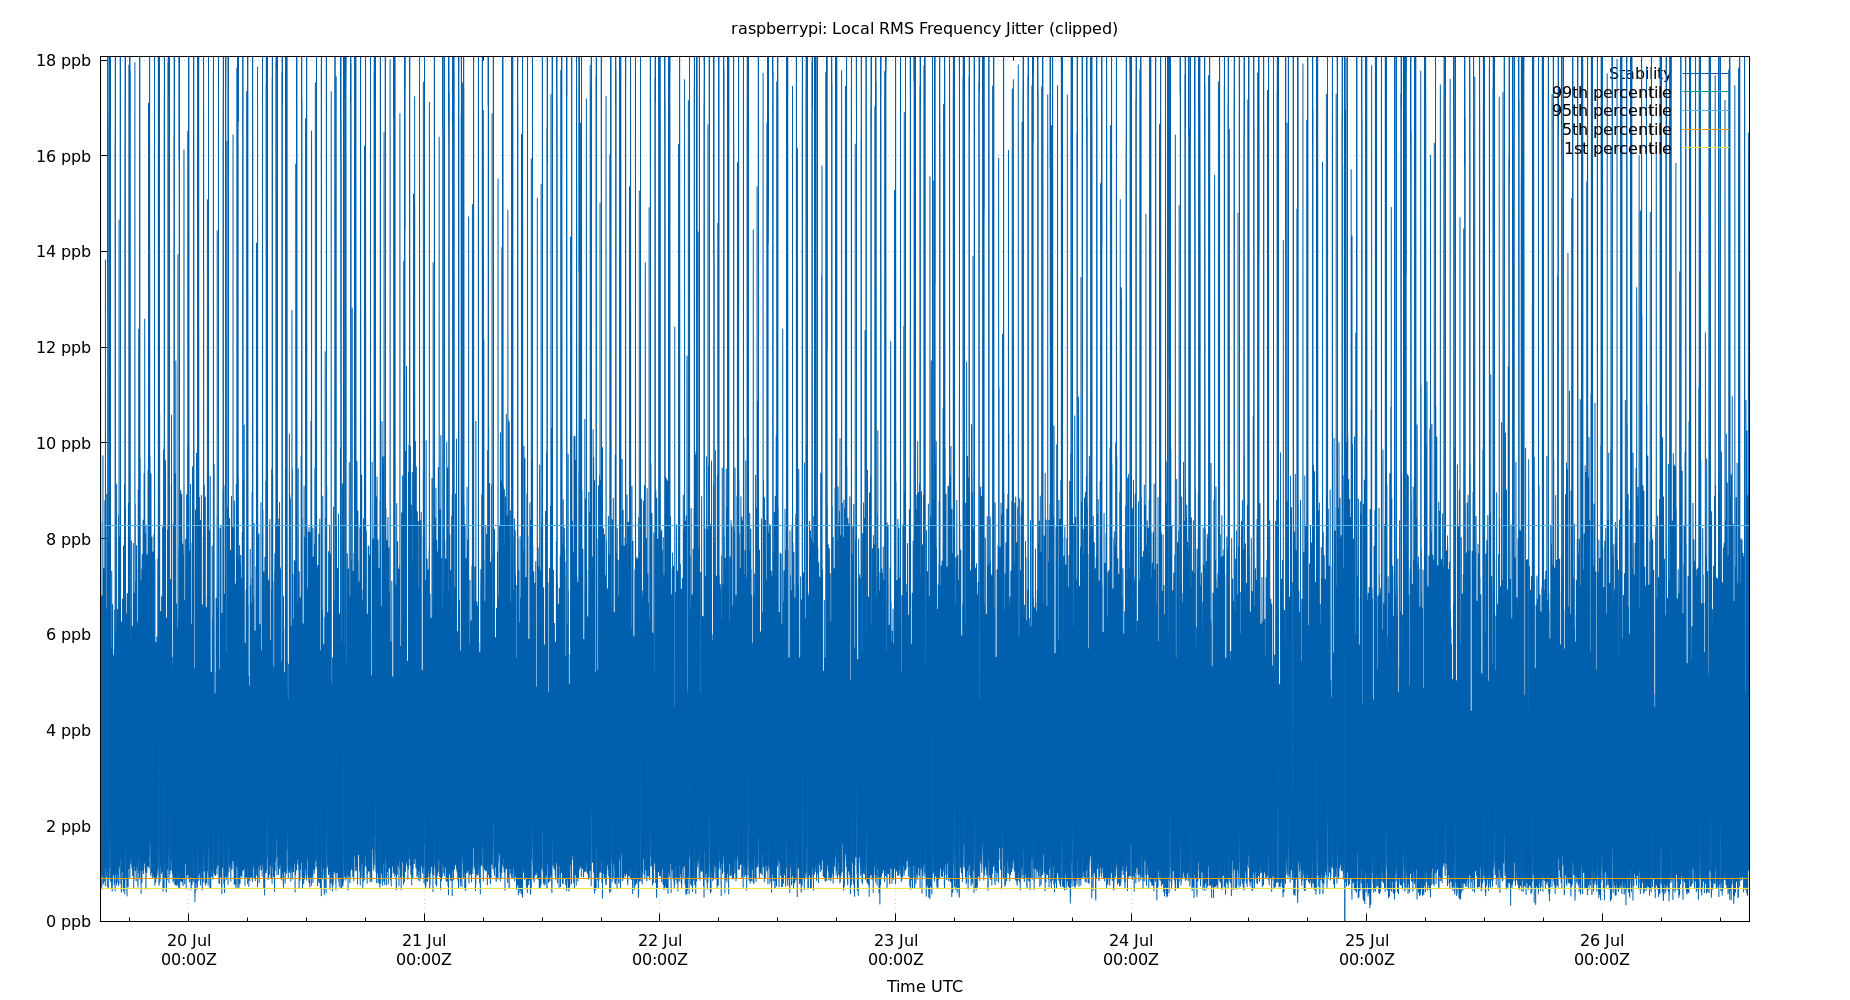 raspberrypi: Local RMS Frequency Jitter (clipped)
18 ppb
16 ppb
14 ppb
12 ppb
10 ppb
8 ppb
6 ppb
4 ppb
2 ppb
0 ppb
Stability
99th percentile
95th percentile
5th percentile
1st percentile
20 Jul
00:00Z
21 Jul
00:00Z
22 Jul
00:00Z
23 Jul
00:00Z
24 Jul
00:00Z
25 Jul
00:00Z
26 Jul
00:00Z
Time UTC